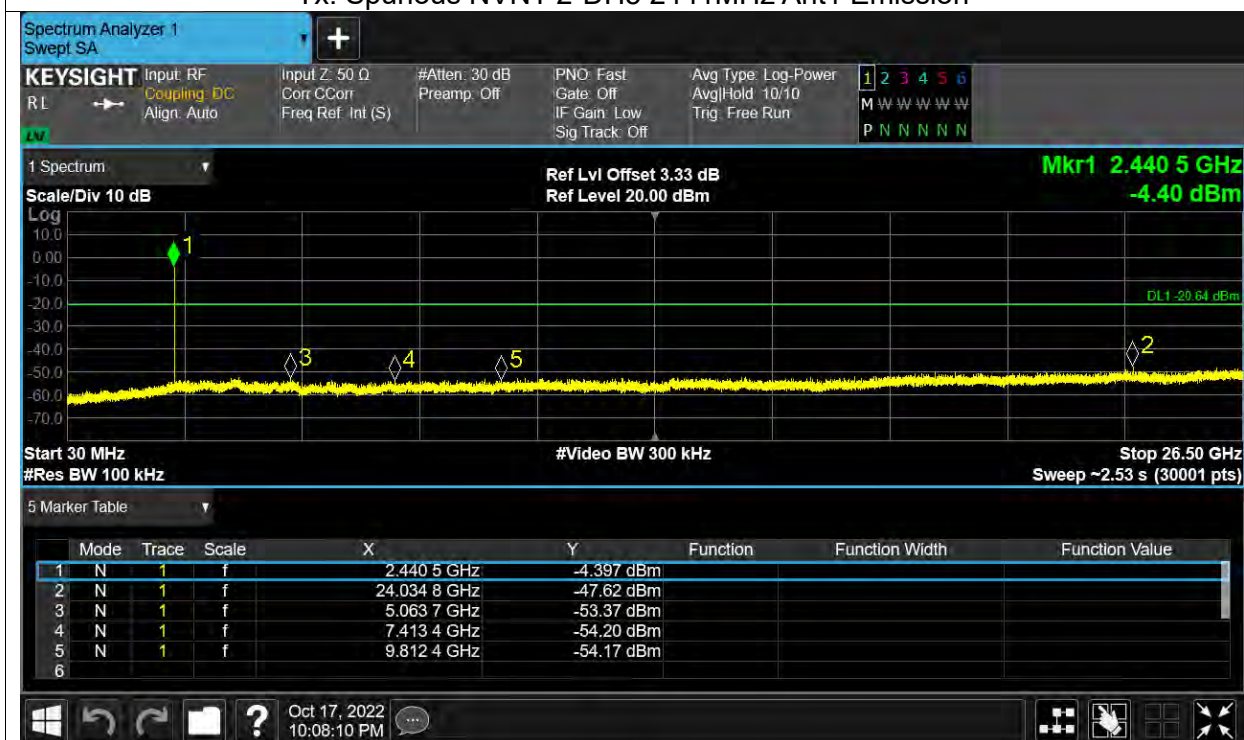 Tx. Spurious NVNT 2-DH5 2441MHz Ant1 Emission
Spectrum Analyzer 1
Swept SA
+
KEYSIGHT Input: RF Input Z: 50 Ω #Atten: 30 dB PNO: Fast Avg Type: Log-Power 1 2 3 4 5 6
RL Coupling: DC Corr CCorr Preamp: Off Gate: Off Avg|Hold: 10/10 M W W W W W
Align: Auto Freq Ref: Int (S) IF Gain: Low Trig: Free Run
Sig Track: Off P N N N N N
1 Spectrum Ref Lvl Offset 3.33 dB Mkr1 2.440 5 GHz
Scale/Div 10 dB Ref Level 20.00 dBm -4.40 dBm
Log
10.0
1
0.00
-10.0
DL1 -20.64 dBm
-20.0
-30.0
-40.0
3 4 5 2
-50.0
-60.0
-70.0
Start 30 MHz #Video BW 300 kHz Stop 26.50 GHz
#Res BW 100 kHz Sweep ~2.53 s (30001 pts)
5 Marker Table
Mode Trace Scale X Y Function Function Width Function Value
1 N 1 f 2.440 5 GHz -4.397 dBm
2 N 1 f 24.034 8 GHz -47.62 dBm
3 N 1 f 5.063 7 GHz -53.37 dBm
4 N 1 f 7.413 4 GHz -54.20 dBm
5 N 1 f 9.812 4 GHz -54.17 dBm
6
? Oct 17, 2022
10:08:10 PM